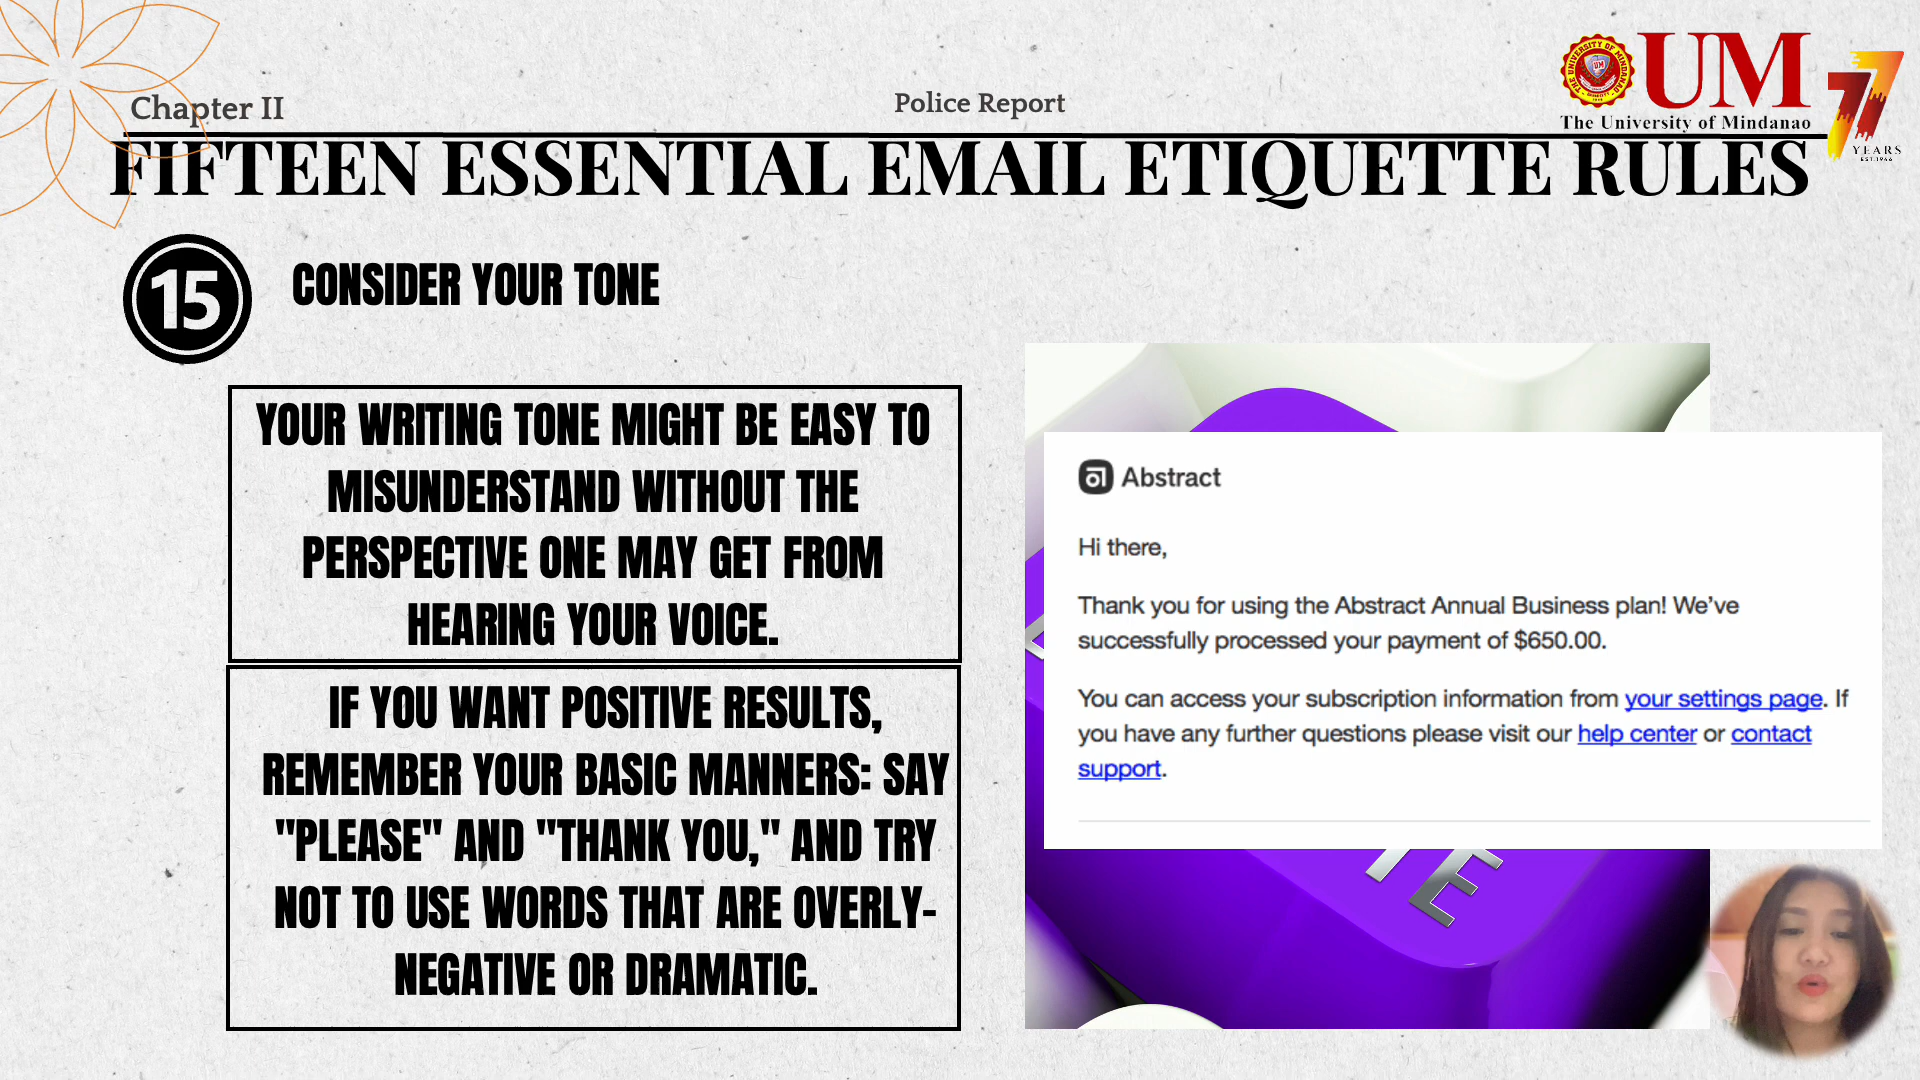 Chapter II
Police Report
UM
The University of Mindanao
77
YEARS
EST.1946
FIFTEEN ESSENTIAL EMAIL ETIQUETTE RULES
15
CONSIDER YOUR TONE
YOUR WRITING TONE MIGHT BE EASY TO
MISUNDERSTAND WITHOUT THE
PERSPECTIVE ONE MAY GET FROM
HEARING YOUR VOICE.
IF YOU WANT POSITIVE RESULTS,
REMEMBER YOUR BASIC MANNERS: SAY
"PLEASE" AND "THANK YOU," AND TRY
NOT TO USE WORDS THAT ARE OVERLY-
NEGATIVE OR DRAMATIC.
Abstract
Hi there,
Thank you for using the Abstract Annual Business plan! We’ve
successfully processed your payment of $650.00.
You can access your subscription information from your settings page. If
you have any further questions please visit our help center or contact
support.
TE